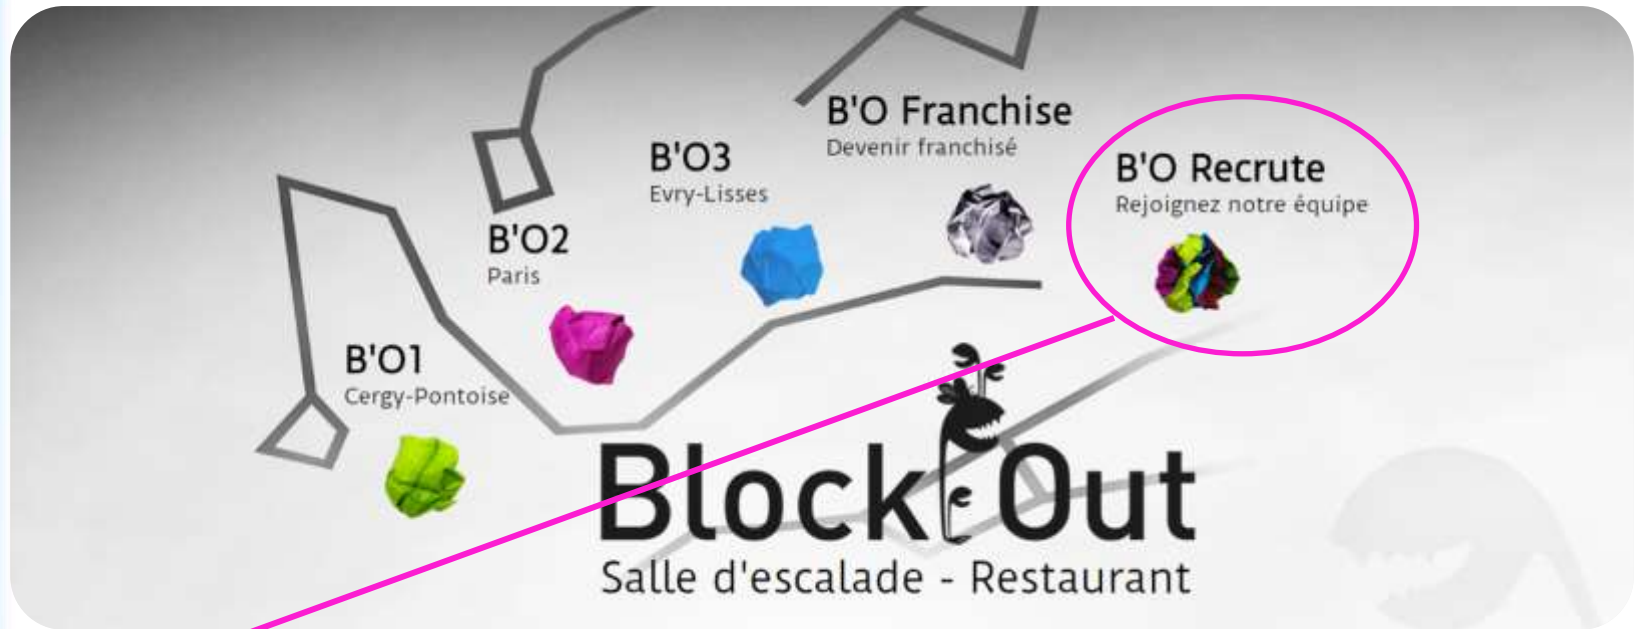 B'O Franchise
Devenir franchisé
B'O3
Evry-Lisses
B'O Recrute
Rejoignez notre équipe
B'O2
Paris
B'O1
Cergy-Pontoise
Block'Out
Salle d'escalade - Restaurant